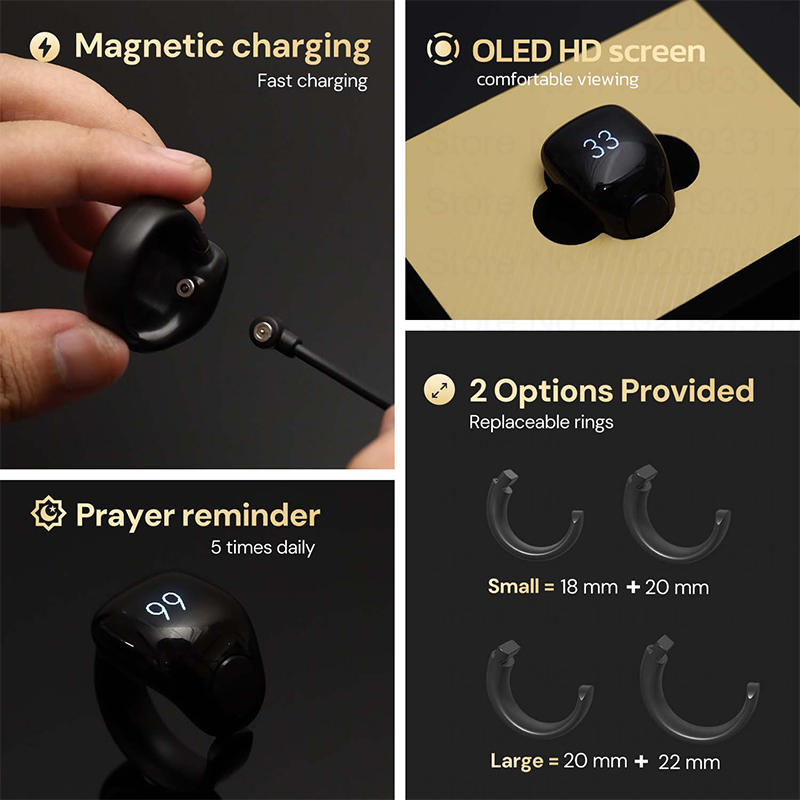 Magnetic charging
Fast charging
OLED HD screen
comfortable viewing
33
2 Options Provided
Replaceable rings
Small = 18 mm + 20 mm
Large = 20 mm + 22 mm
Prayer reminder
5 times daily
99